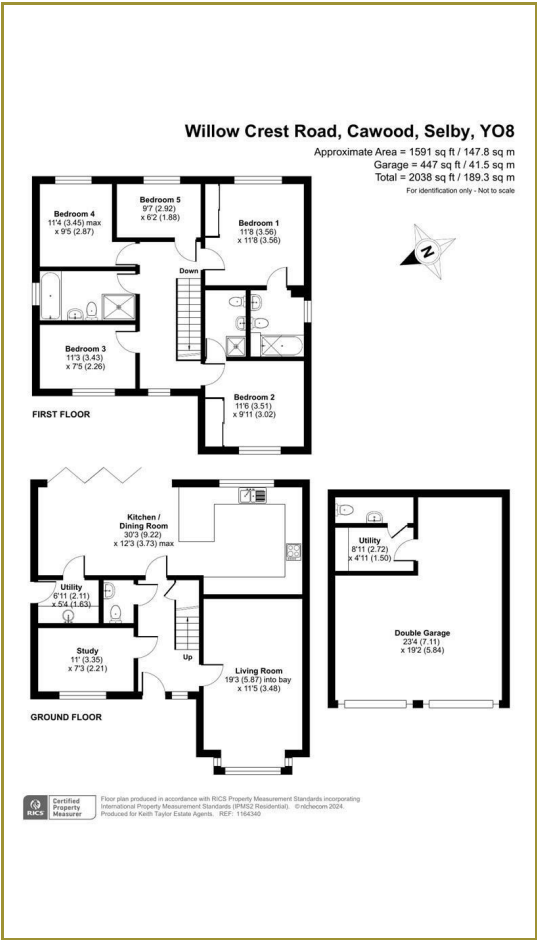 Willow Crest Road, Cawood, Selby, YO8
Approximate Area = 1591 sq ft / 147.8 sq m
Garage = 447 sq ft / 41.5 sq m
Total = 2038 sq ft / 189.3 sq m
For identification only - Not to scale
N
Bedroom 4
11'4 (3.45) max
x 9'5 (2.87)
Bedroom 5
9'7 (2.92)
x 6'2 (1.88)
Bedroom 1
11'8 (3.56)
x 11'8 (3.56)
Down
Bedroom 3
11'3 (3.43)
x 7'5 (2.26)
Bedroom 2
11'6 (3.51)
x 9'11 (3.02)
FIRST FLOOR
Kitchen /
Dining Room
30'3 (9.22)
x 12'3 (3.73) max
Utility
6'11 (2.11)
x 5'4 (1.63)
Study
11' (3.35)
x 7'3 (2.21)
Up
Living Room
19'3 (5.87) into bay
x 11'5 (3.48)
GROUND FLOOR
Utility
8'11 (2.72)
x 4'11 (1.50)
Double Garage
23'4 (7.11)
x 19'2 (5.84)
RICS
Certified
Property
Measurer
Floor plan produced in accordance with RICS Property Measurement Standards incorporating
International Property Measurement Standards (IPMS2 Residential). © nichecom 2024.
Produced for Keith Taylor Estate Agents. REF: 1164340